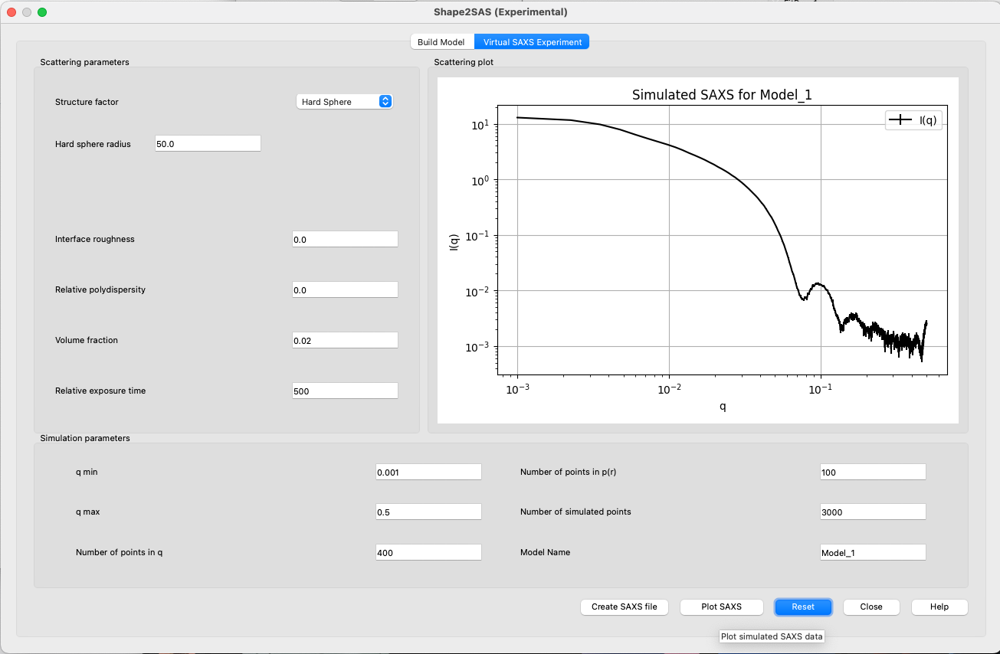 Shape2SAS (Experimental)
Build Model
Virtual SAXS Experiment
Scattering parameters
Structure factor
Hard Sphere
Hard sphere radius
50.0
Interface roughness
0.0
Relative polydispersity
0.0
Volume fraction
0.02
Relative exposure time
500
Scattering plot
Simulated SAXS for Model_1
I(q)
10¹
10⁰
10⁻¹
10⁻²
10⁻³
I(q)
10⁻³
10⁻²
10⁻¹
q
Simulation parameters
q min
0.001
Number of points in p(r)
100
q max
0.5
Number of simulated points
3000
Number of points in q
400
Model Name
Model_1
Create SAXS file
Plot SAXS
Reset
Close
Help
Plot simulated SAXS data